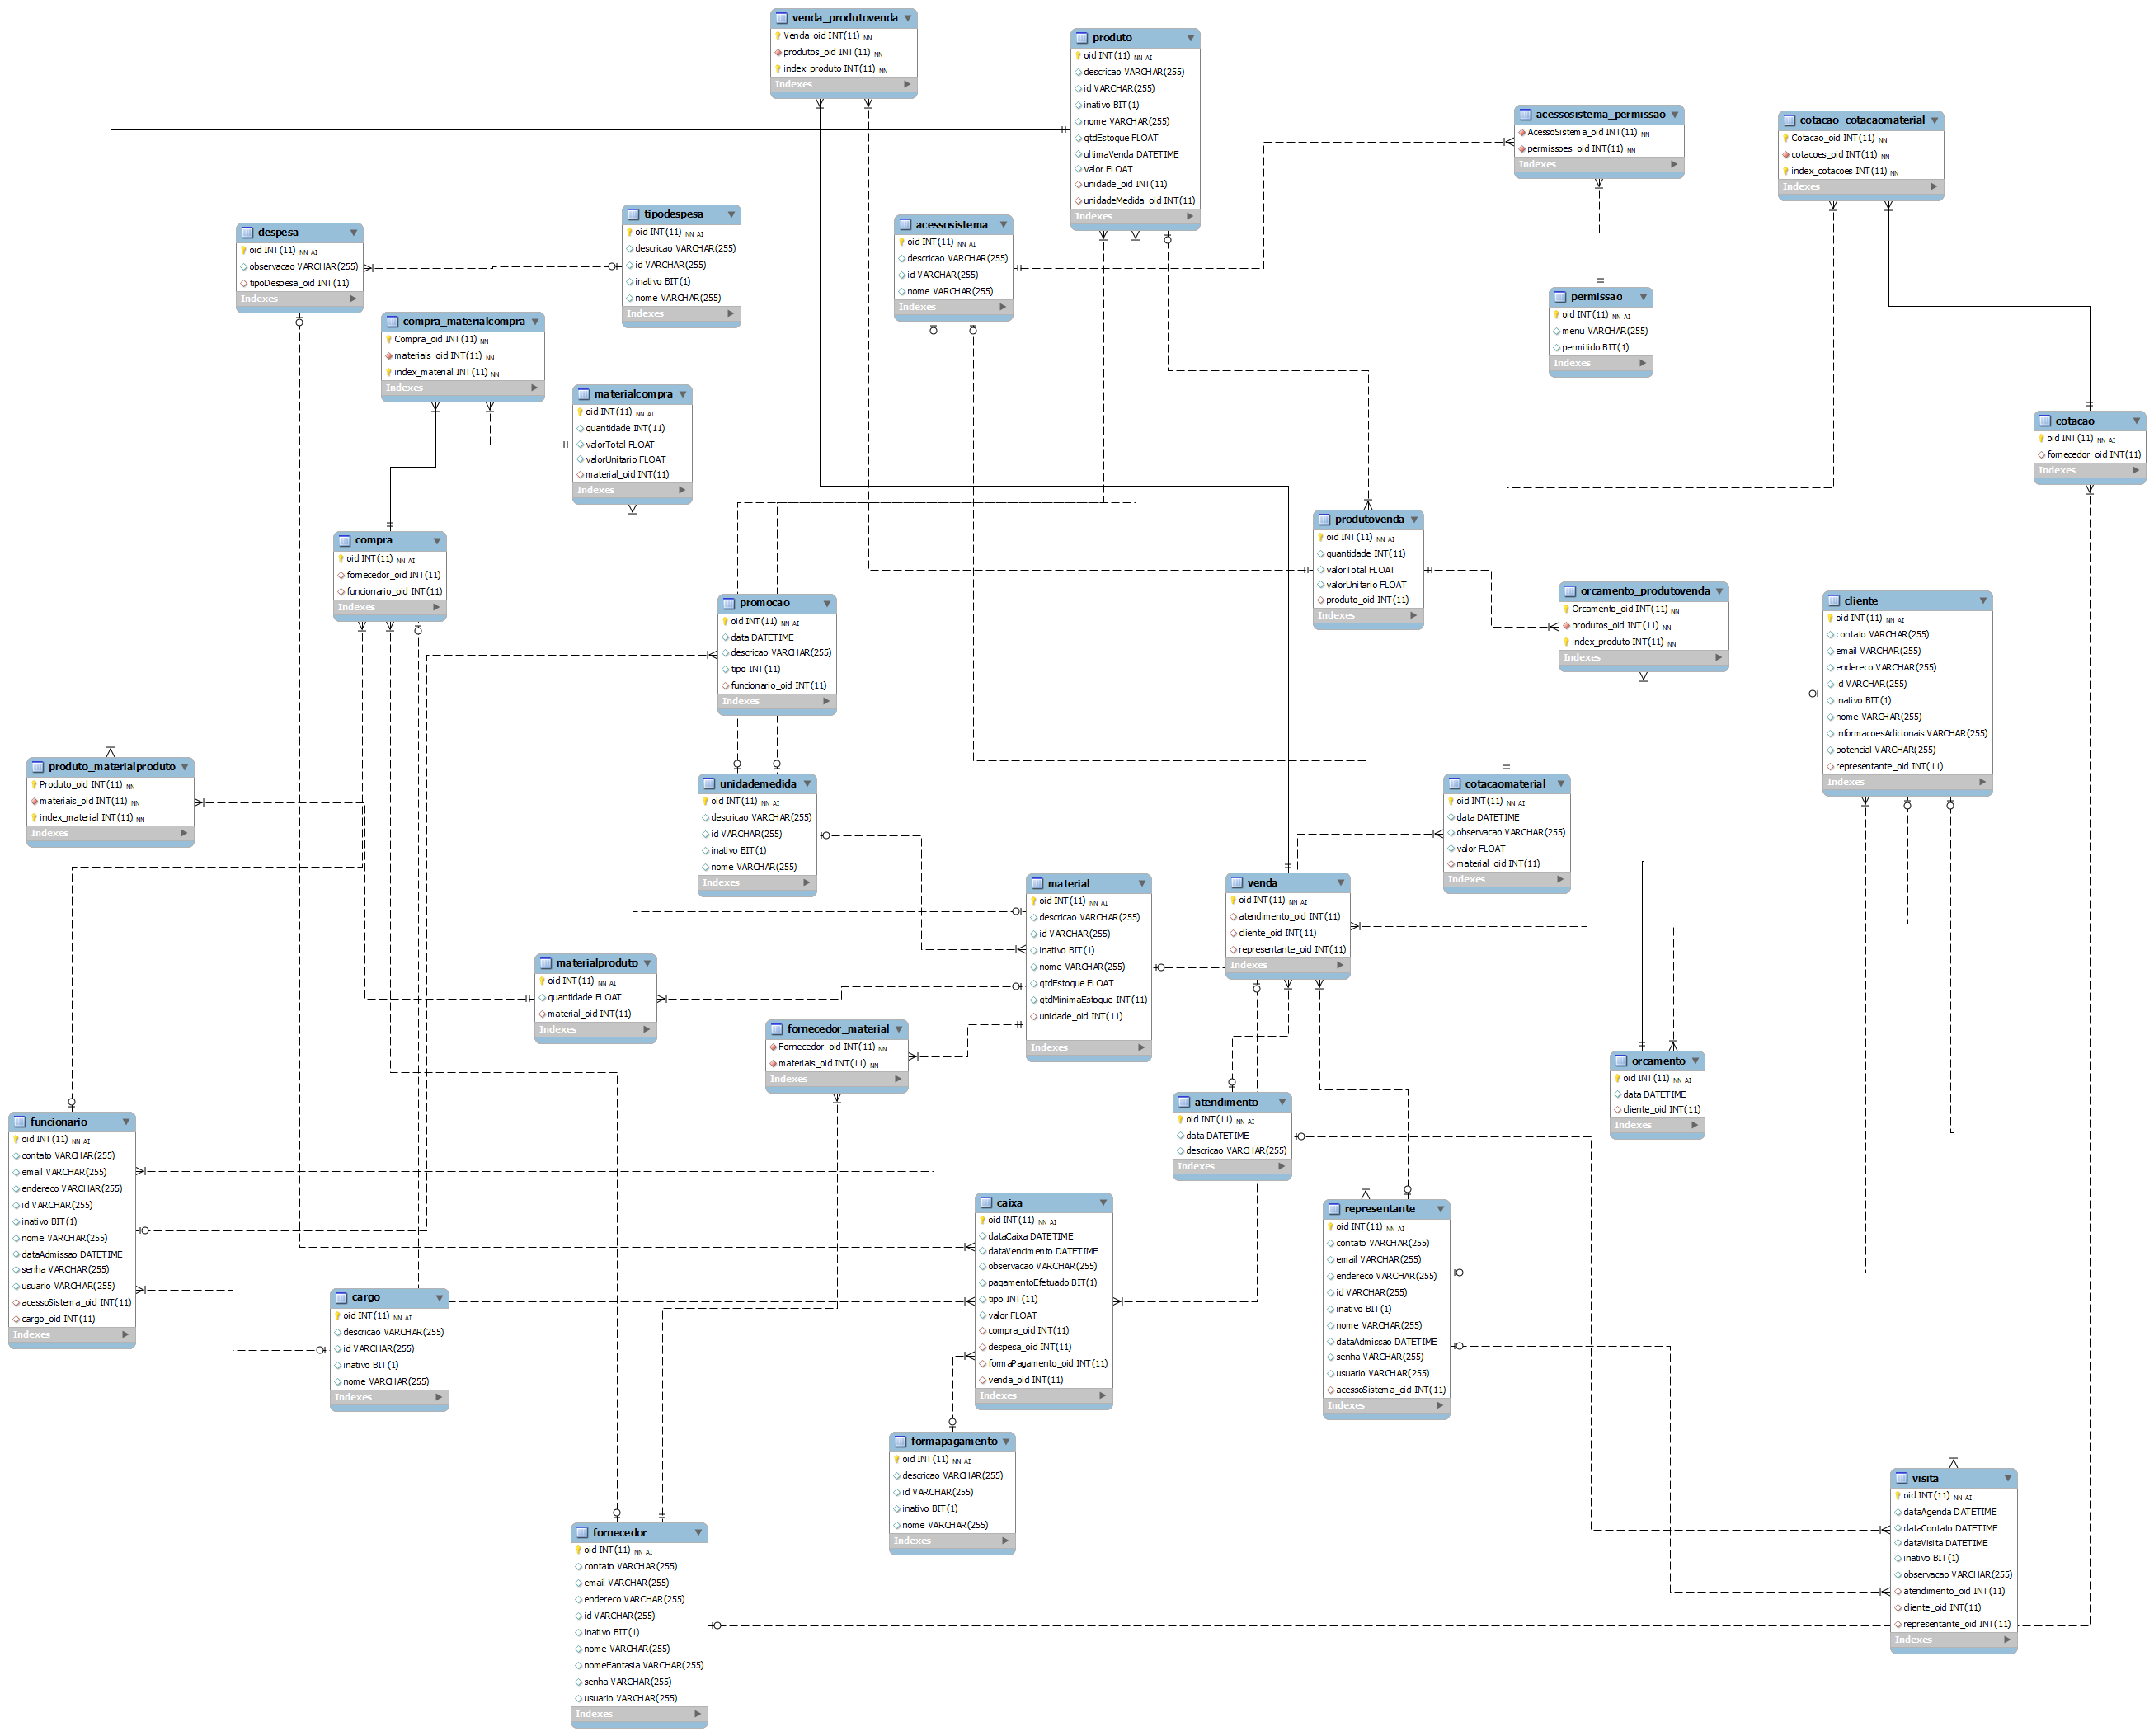 venda_produtovenda
Venda_oid INT(11) NN
produtos_oid INT(11) NN
index_produto INT(11) NN
Indexes
produto
oid INT(11) NN AI
descricao VARCHAR(255)
id VARCHAR(255)
inativo BIT(1)
nome VARCHAR(255)
qtdEstoque FLOAT
ultimaVenda DATETIME
valor FLOAT
unidade_oid INT(11)
unidadeMedida_oid INT(11)
Indexes
acessosistema_permissao
AcessoSistema_oid INT(11) NN
permissoes_oid INT(11) NN
Indexes
cotacao_cotacaomaterial
Cotacao_oid INT(11) NN
cotacoes_oid INT(11) NN
index_cotacoes INT(11) NN
Indexes
despesa
oid INT(11) NN AI
observacao VARCHAR(255)
tipoDespesa_oid INT(11)
Indexes
tipodespesa
oid INT(11) NN AI
descricao VARCHAR(255)
id VARCHAR(255)
inativo BIT(1)
nome VARCHAR(255)
Indexes
acessosistema
oid INT(11) NN AI
descricao VARCHAR(255)
id VARCHAR(255)
nome VARCHAR(255)
Indexes
permissao
oid INT(11) NN AI
menu VARCHAR(255)
permitido BIT(1)
Indexes
compra_materialcompra
Compra_oid INT(11) NN
materiais_oid INT(11) NN
index_material INT(11) NN
Indexes
materialcompra
oid INT(11) NN AI
quantidade INT(11)
valorTotal FLOAT
valorUnitario FLOAT
material_oid INT(11)
Indexes
cotacao
oid INT(11) NN AI
fornecedor_oid INT(11)
Indexes
compra
oid INT(11) NN AI
fornecedor_oid INT(11)
funcionario_oid INT(11)
Indexes
produtovenda
oid INT(11) NN AI
quantidade INT(11)
valorTotal FLOAT
valorUnitario FLOAT
produto_oid INT(11)
Indexes
promocao
oid INT(11) NN AI
data DATETIME
descricao VARCHAR(255)
tipo INT(11)
funcionario_oid INT(11)
Indexes
orcamento_produtovenda
Orcamento_oid INT(11) NN
produtos_oid INT(11) NN
index_produto INT(11) NN
Indexes
cliente
oid INT(11) NN AI
contato VARCHAR(255)
email VARCHAR(255)
endereco VARCHAR(255)
id VARCHAR(255)
inativo BIT(1)
nome VARCHAR(255)
informacoesAdicionais VARCHAR(255)
potencial VARCHAR(255)
representante_oid INT(11)
Indexes
produto_materialproduto
Produto_oid INT(11) NN
materiais_oid INT(11) NN
index_material INT(11) NN
Indexes
unidademedida
oid INT(11) NN AI
descricao VARCHAR(255)
id VARCHAR(255)
inativo BIT(1)
nome VARCHAR(255)
Indexes
cotacaomaterial
oid INT(11) NN AI
data DATETIME
observacao VARCHAR(255)
valor FLOAT
material_oid INT(11)
Indexes
material
oid INT(11) NN AI
descricao VARCHAR(255)
id VARCHAR(255)
inativo BIT(1)
nome VARCHAR(255)
qtdEstoque FLOAT
qtdMinimaEstoque INT(11)
unidade_oid INT(11)
Indexes
venda
oid INT(11) NN AI
atendimento_oid INT(11)
cliente_oid INT(11)
representante_oid INT(11)
Indexes
materialproduto
oid INT(11) NN AI
quantidade FLOAT
material_oid INT(11)
Indexes
fornecedor_material
Fornecedor_oid INT(11) NN
materiais_oid INT(11) NN
Indexes
orcamento
oid INT(11) NN AI
data DATETIME
cliente_oid INT(11)
Indexes
atendimento
oid INT(11) NN AI
data DATETIME
descricao VARCHAR(255)
Indexes
funcionario
oid INT(11) NN AI
contato VARCHAR(255)
email VARCHAR(255)
endereco VARCHAR(255)
id VARCHAR(255)
inativo BIT(1)
nome VARCHAR(255)
dataAdmissao DATETIME
senha VARCHAR(255)
usuario VARCHAR(255)
acessoSistema_oid INT(11)
cargo_oid INT(11)
Indexes
caixa
oid INT(11) NN AI
dataCaixa DATETIME
dataVencimento DATETIME
observacao VARCHAR(255)
pagamentoEfetuado BIT(1)
tipo INT(11)
valor FLOAT
compra_oid INT(11)
despesa_oid INT(11)
formaPagamento_oid INT(11)
venda_oid INT(11)
Indexes
representante
oid INT(11) NN AI
contato VARCHAR(255)
email VARCHAR(255)
endereco VARCHAR(255)
id VARCHAR(255)
inativo BIT(1)
nome VARCHAR(255)
dataAdmissao DATETIME
senha VARCHAR(255)
usuario VARCHAR(255)
acessoSistema_oid INT(11)
Indexes
cargo
oid INT(11) NN AI
descricao VARCHAR(255)
id VARCHAR(255)
inativo BIT(1)
nome VARCHAR(255)
Indexes
formapagamento
oid INT(11) NN AI
descricao VARCHAR(255)
id VARCHAR(255)
inativo BIT(1)
nome VARCHAR(255)
Indexes
visita
oid INT(11) NN AI
dataAgenda DATETIME
dataContato DATETIME
dataVisita DATETIME
inativo BIT(1)
observacao VARCHAR(255)
atendimento_oid INT(11)
cliente_oid INT(11)
representante_oid INT(11)
Indexes
fornecedor
oid INT(11) NN AI
contato VARCHAR(255)
email VARCHAR(255)
endereco VARCHAR(255)
id VARCHAR(255)
inativo BIT(1)
nome VARCHAR(255)
nomeFantasia VARCHAR(255)
senha VARCHAR(255)
usuario VARCHAR(255)
Indexes